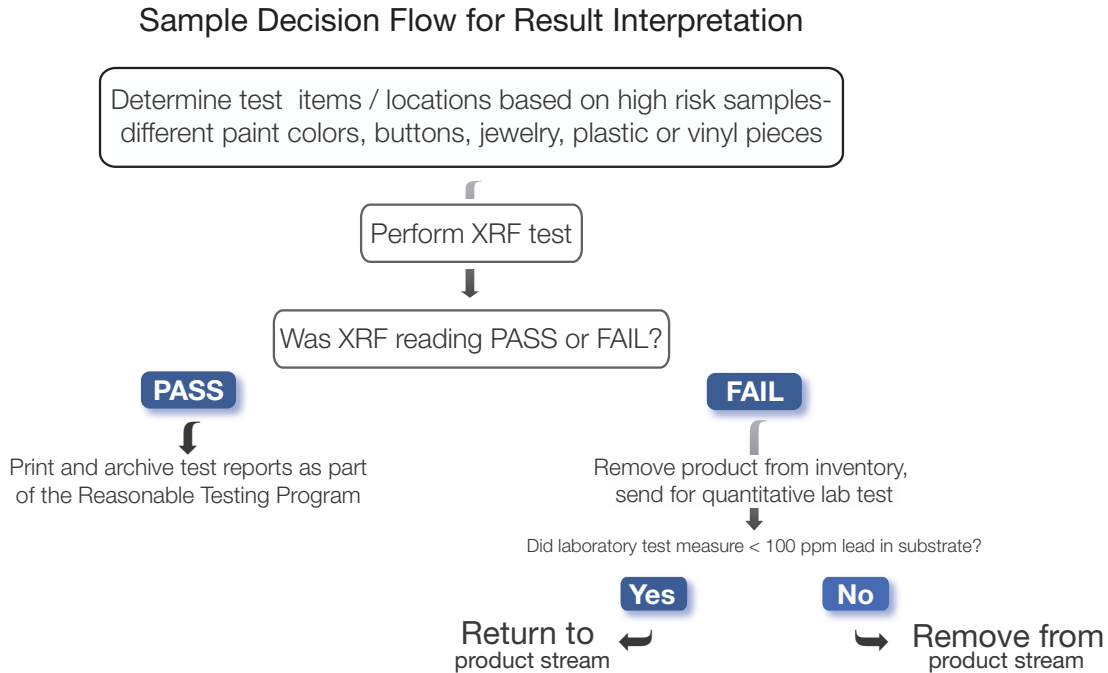 Sample Decision Flow for Result Interpretation
Determine test items / locations based on high risk samples-
different paint colors, buttons, jewelry, plastic or vinyl pieces
Perform XRF test
Was XRF reading PASS or FAIL?
PASS
FAIL
Print and archive test reports as part
of the Reasonable Testing Program
Remove product from inventory,
send for quantitative lab test
Did laboratory test measure < 100 ppm lead in substrate?
Yes
No
Return to
product stream
Remove from
product stream